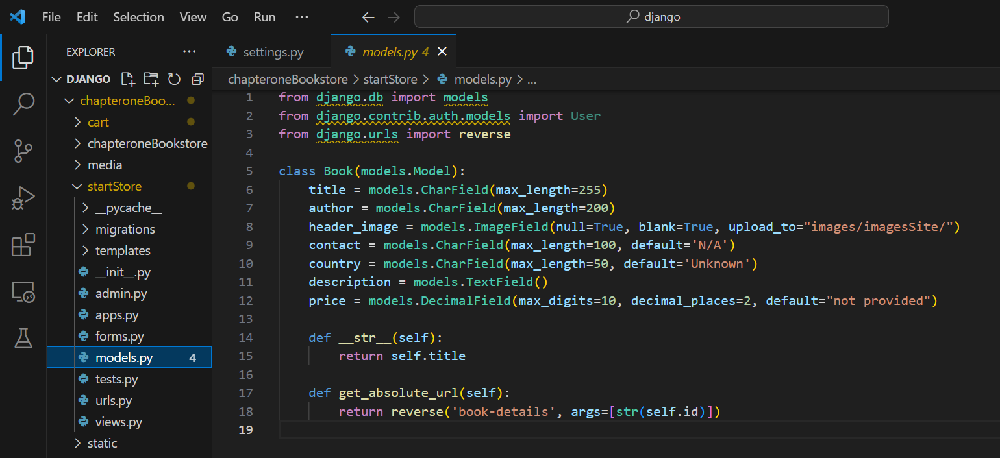 File Edit Selection View Go Run ... django
EXPLORER ...
settings.py models.py 4
DJANGO
chapteroneBookstore > startStore > models.py > ...
chapteroneBoo...
cart
chapteroneBookstore
media
startStore
__pycache__
migrations
templates
__init__.py
admin.py
apps.py
forms.py
models.py 4
tests.py
urls.py
views.py
static
1 from django.db import models
2 from django.contrib.auth.models import User
3 from django.urls import reverse
4
5 class Book(models.Model):
6     title = models.CharField(max_length=255)
7     author = models.CharField(max_length=200)
8     header_image = models.ImageField(null=True, blank=True, upload_to="images/imagesSite/")
9     contact = models.CharField(max_length=100, default='N/A')
10     country = models.CharField(max_length=50, default='Unknown')
11     description = models.TextField()
12     price = models.DecimalField(max_digits=10, decimal_places=2, default="not provided")
13
14     def __str__(self):
15         return self.title
16
17     def get_absolute_url(self):
18         return reverse('book-details', args=[str(self.id)])
19